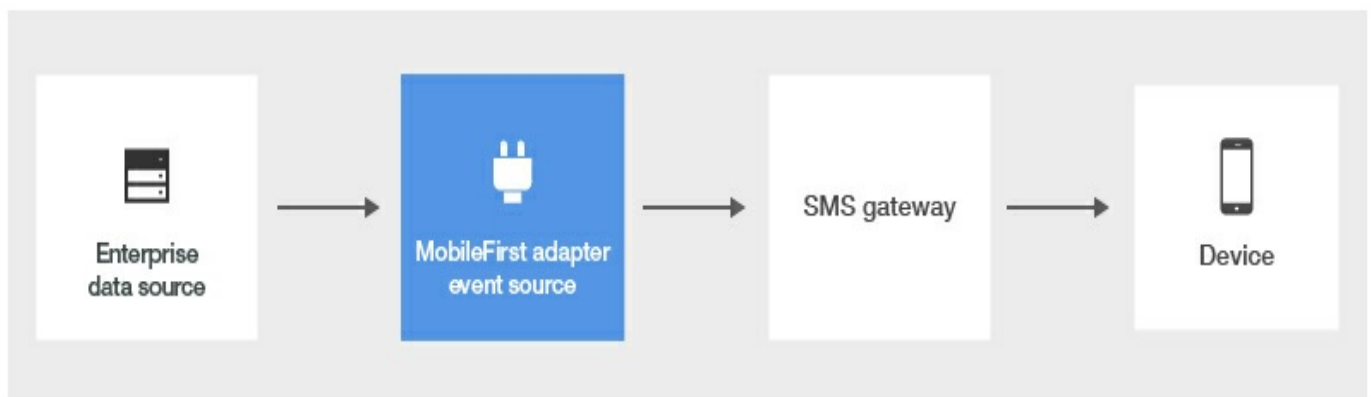 Enterprise
data source
MobileFirst adapter
event source
SMS gateway
Device